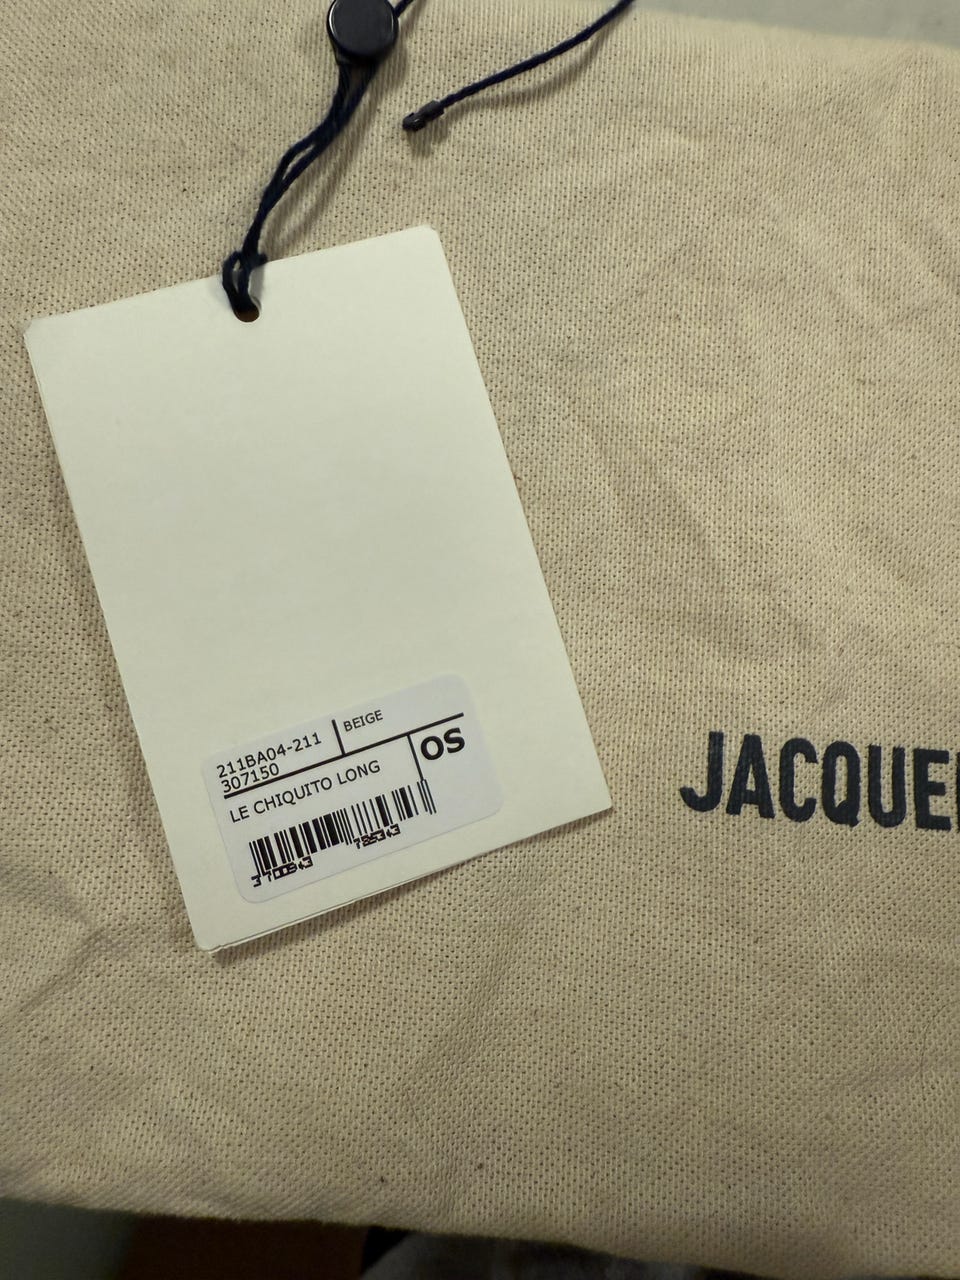 211BA04-211
307150
BEIGE
OS
LE CHIQUITO LONG
JACQUE